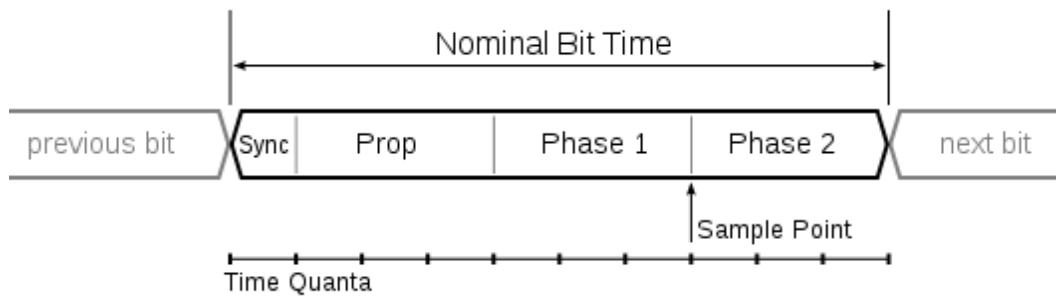 Nominal Bit Time
previous bit
Sync
Prop
Phase 1
Phase 2
next bit
Sample Point
Time Quanta